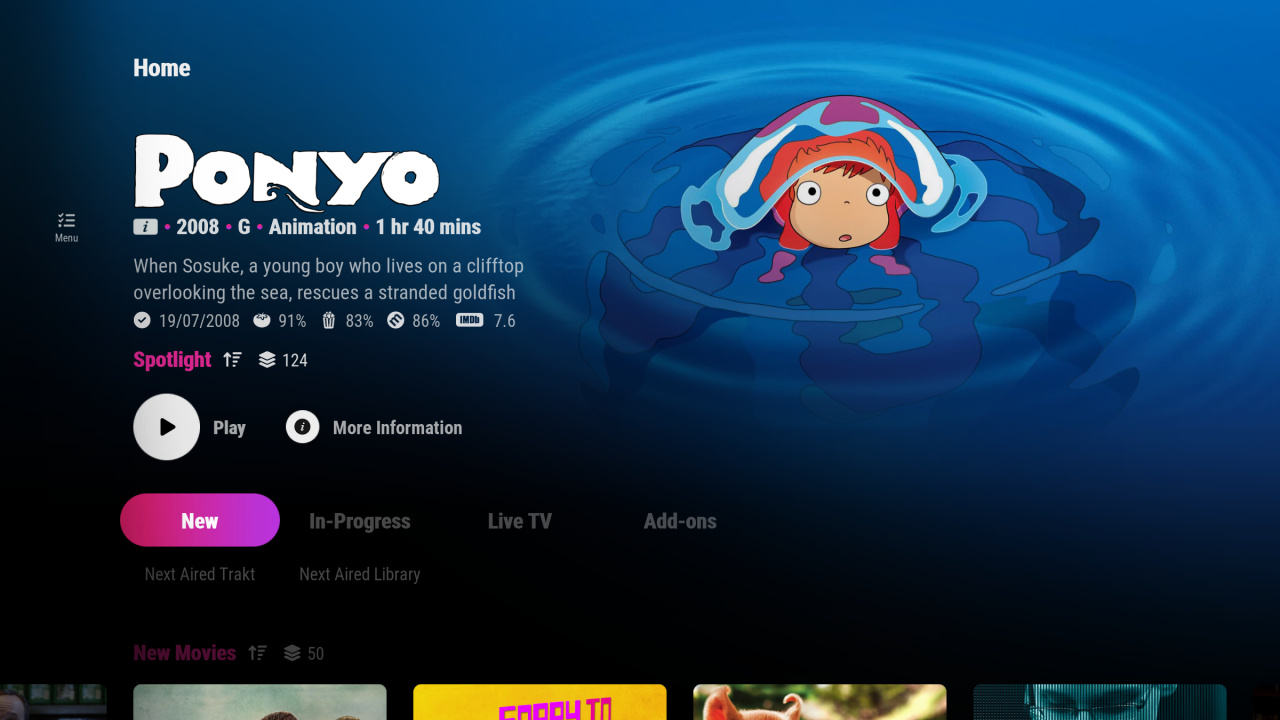 Home
PONYO
i • 2008 • G • Animation • 1 hr 40 mins
Menu
When Sosuke, a young boy who lives on a clifftop
overlooking the sea, rescues a stranded goldfish
19/07/2008 91% 83% 86% IMDb 7.6
Spotlight 124
Play i More Information
New In-Progress Live TV Add-ons
Next Aired Trakt Next Aired Library
New Movies 50
SORRY TO